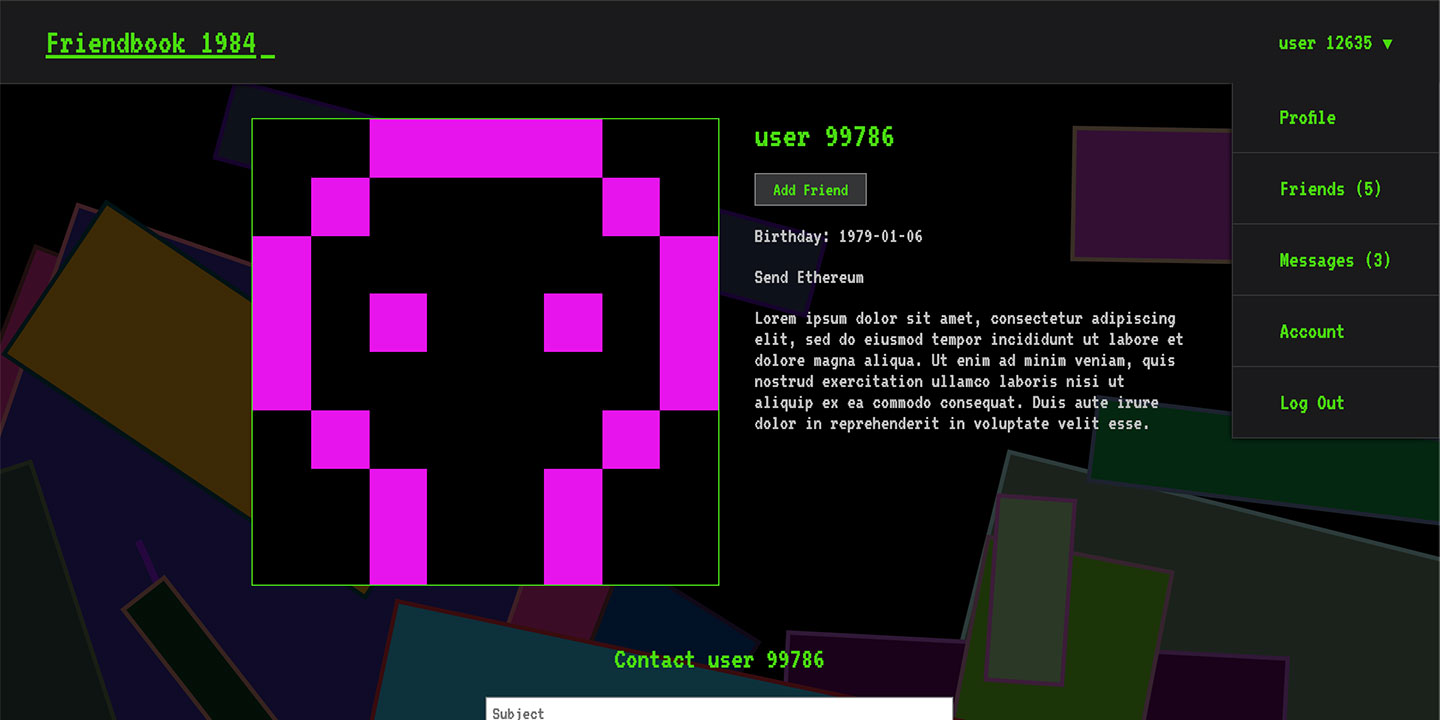 Friendbook 1984_
user 12635 ▼
Profile
Friends (5)
Messages (3)
Account
Log Out
user 99786
Add Friend
Birthday: 1979-01-06
Send Ethereum
Lorem ipsum dolor sit amet, consectetur adipiscing
elit, sed do eiusmod tempor incididunt ut labore et
dolore magna aliqua. Ut enim ad minim veniam, quis
nostrud exercitation ullamco laboris nisi ut
aliquip ex ea commodo consequat. Duis aute irure
dolor in reprehenderit in voluptate velit esse.
Contact user 99786
Subject